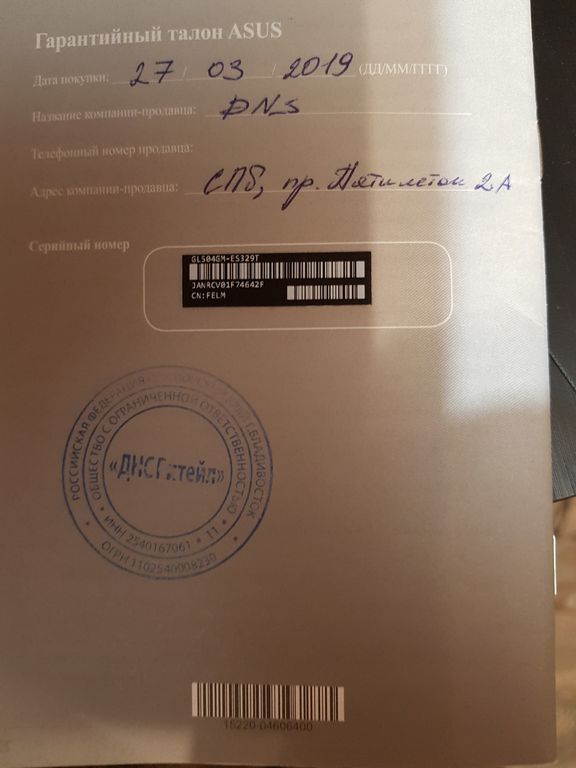 Гарантийный талон ASUS
Дата покупки: 27 / 03 / 2019 (ДД/ММ/ГГГГ)
Название компании-продавца: DNS
Телефонный номер продавца:
Адрес компании-продавца: СПб, пр. Пятилеток 2А
Серийный номер
GL504GM-ES329T
JANRCV01F74642F
CN:FELM
РОССИЙСКАЯ ФЕДЕРАЦИЯ КРАЙ Г.ВЛАДИВОСТОК
ОБЩЕСТВО С ОГРАНИЧЕННОЙ ОТВЕТСТВЕННОСТЬЮ
«ДНС Ритейл»
ИНН 2540167061 * 11 *
ОГРН 1102540008230
15220-04606400